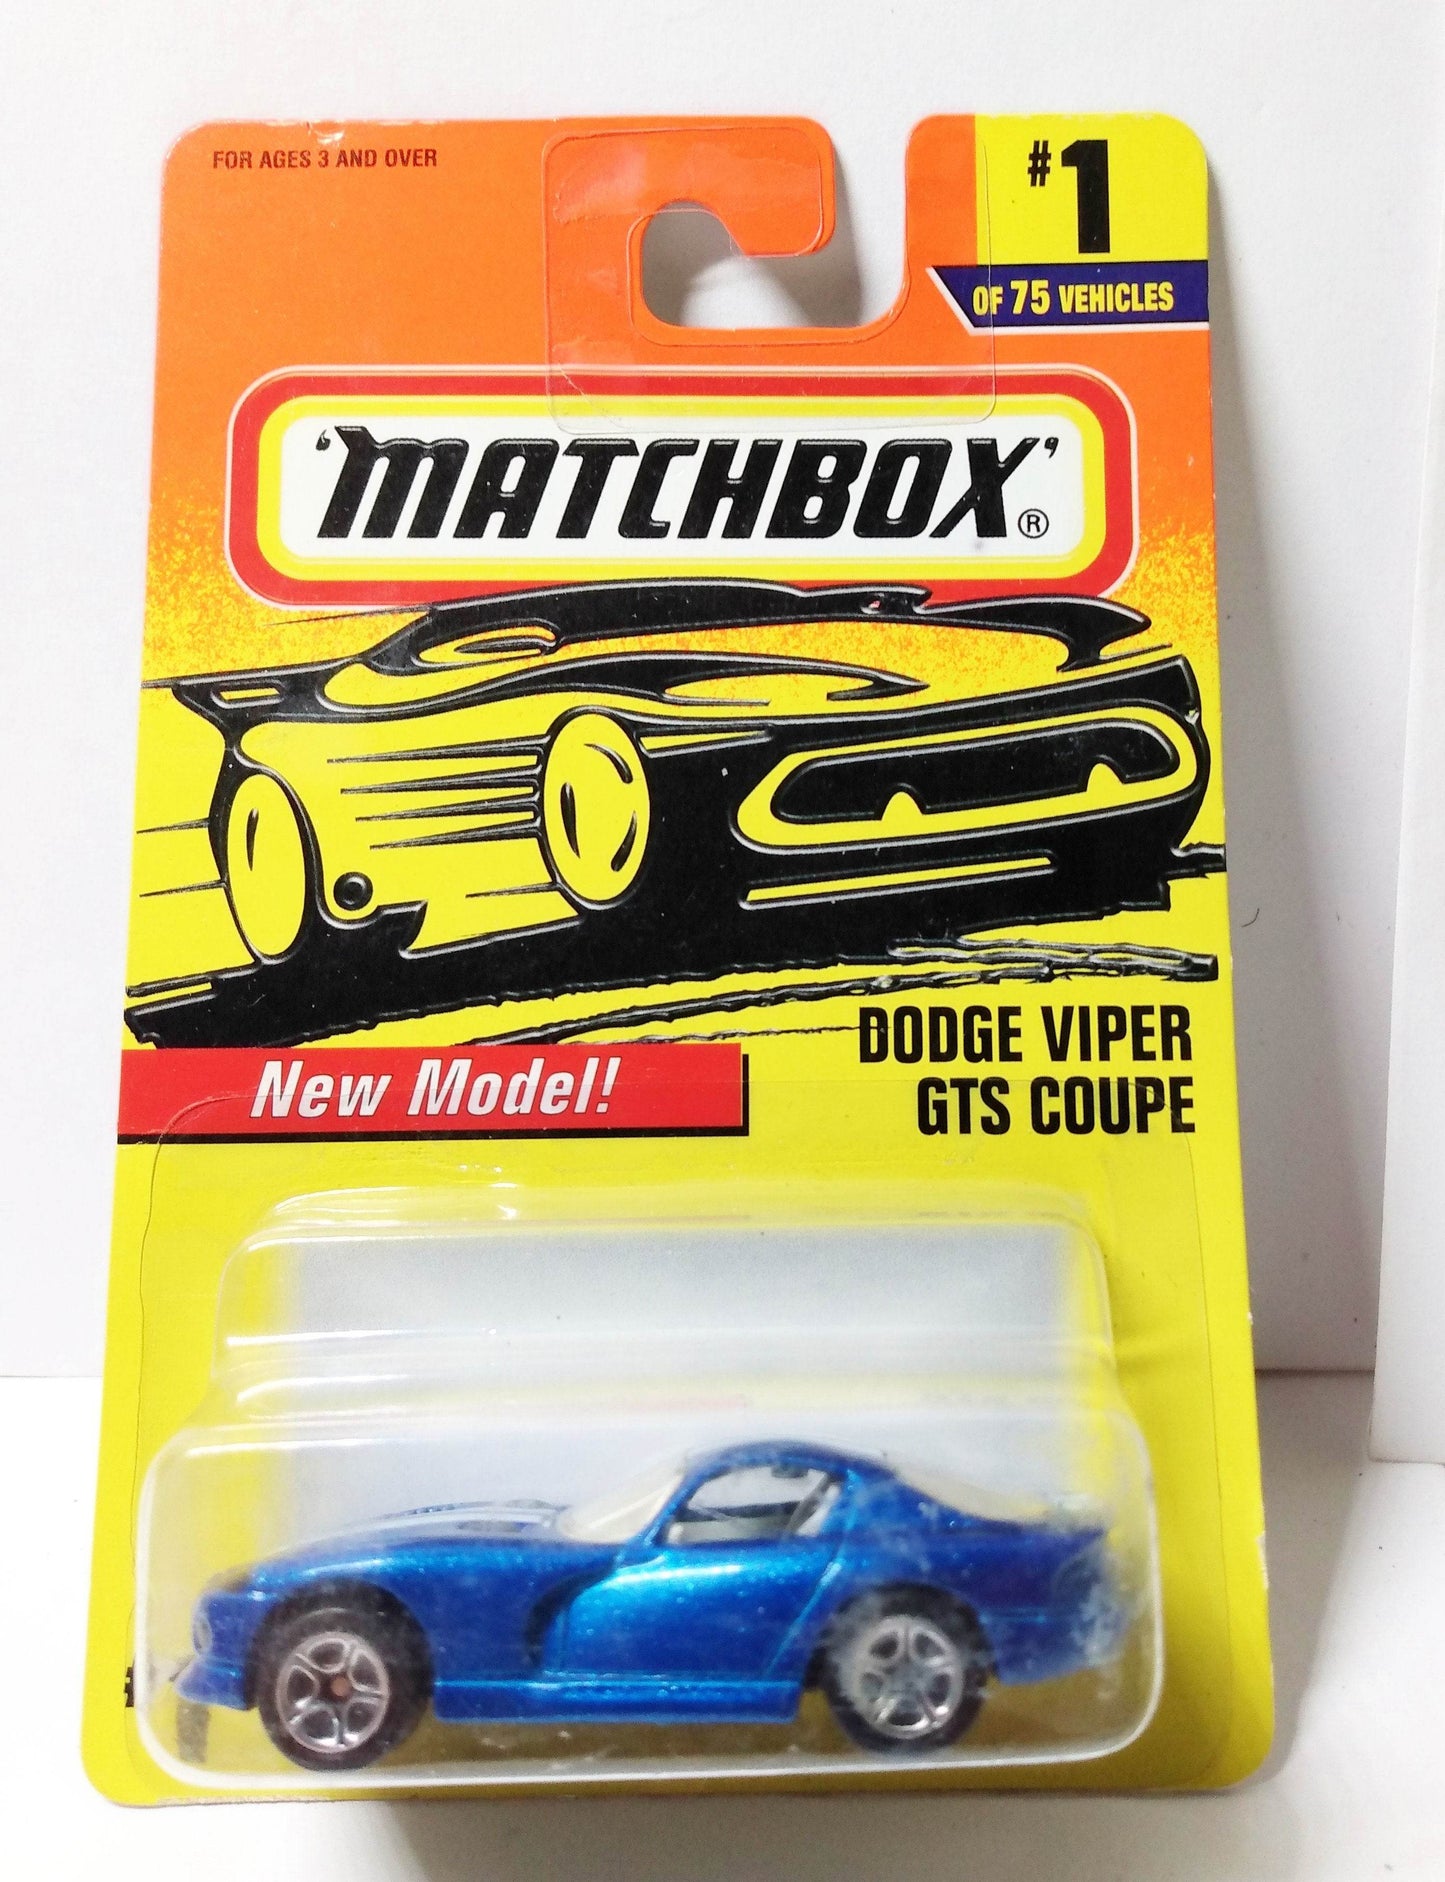 FOR AGES 3 AND OVER
#1
OF 75 VEHICLES
'MATCHBOX'®
DODGE VIPER
GTS COUPE
New Model!